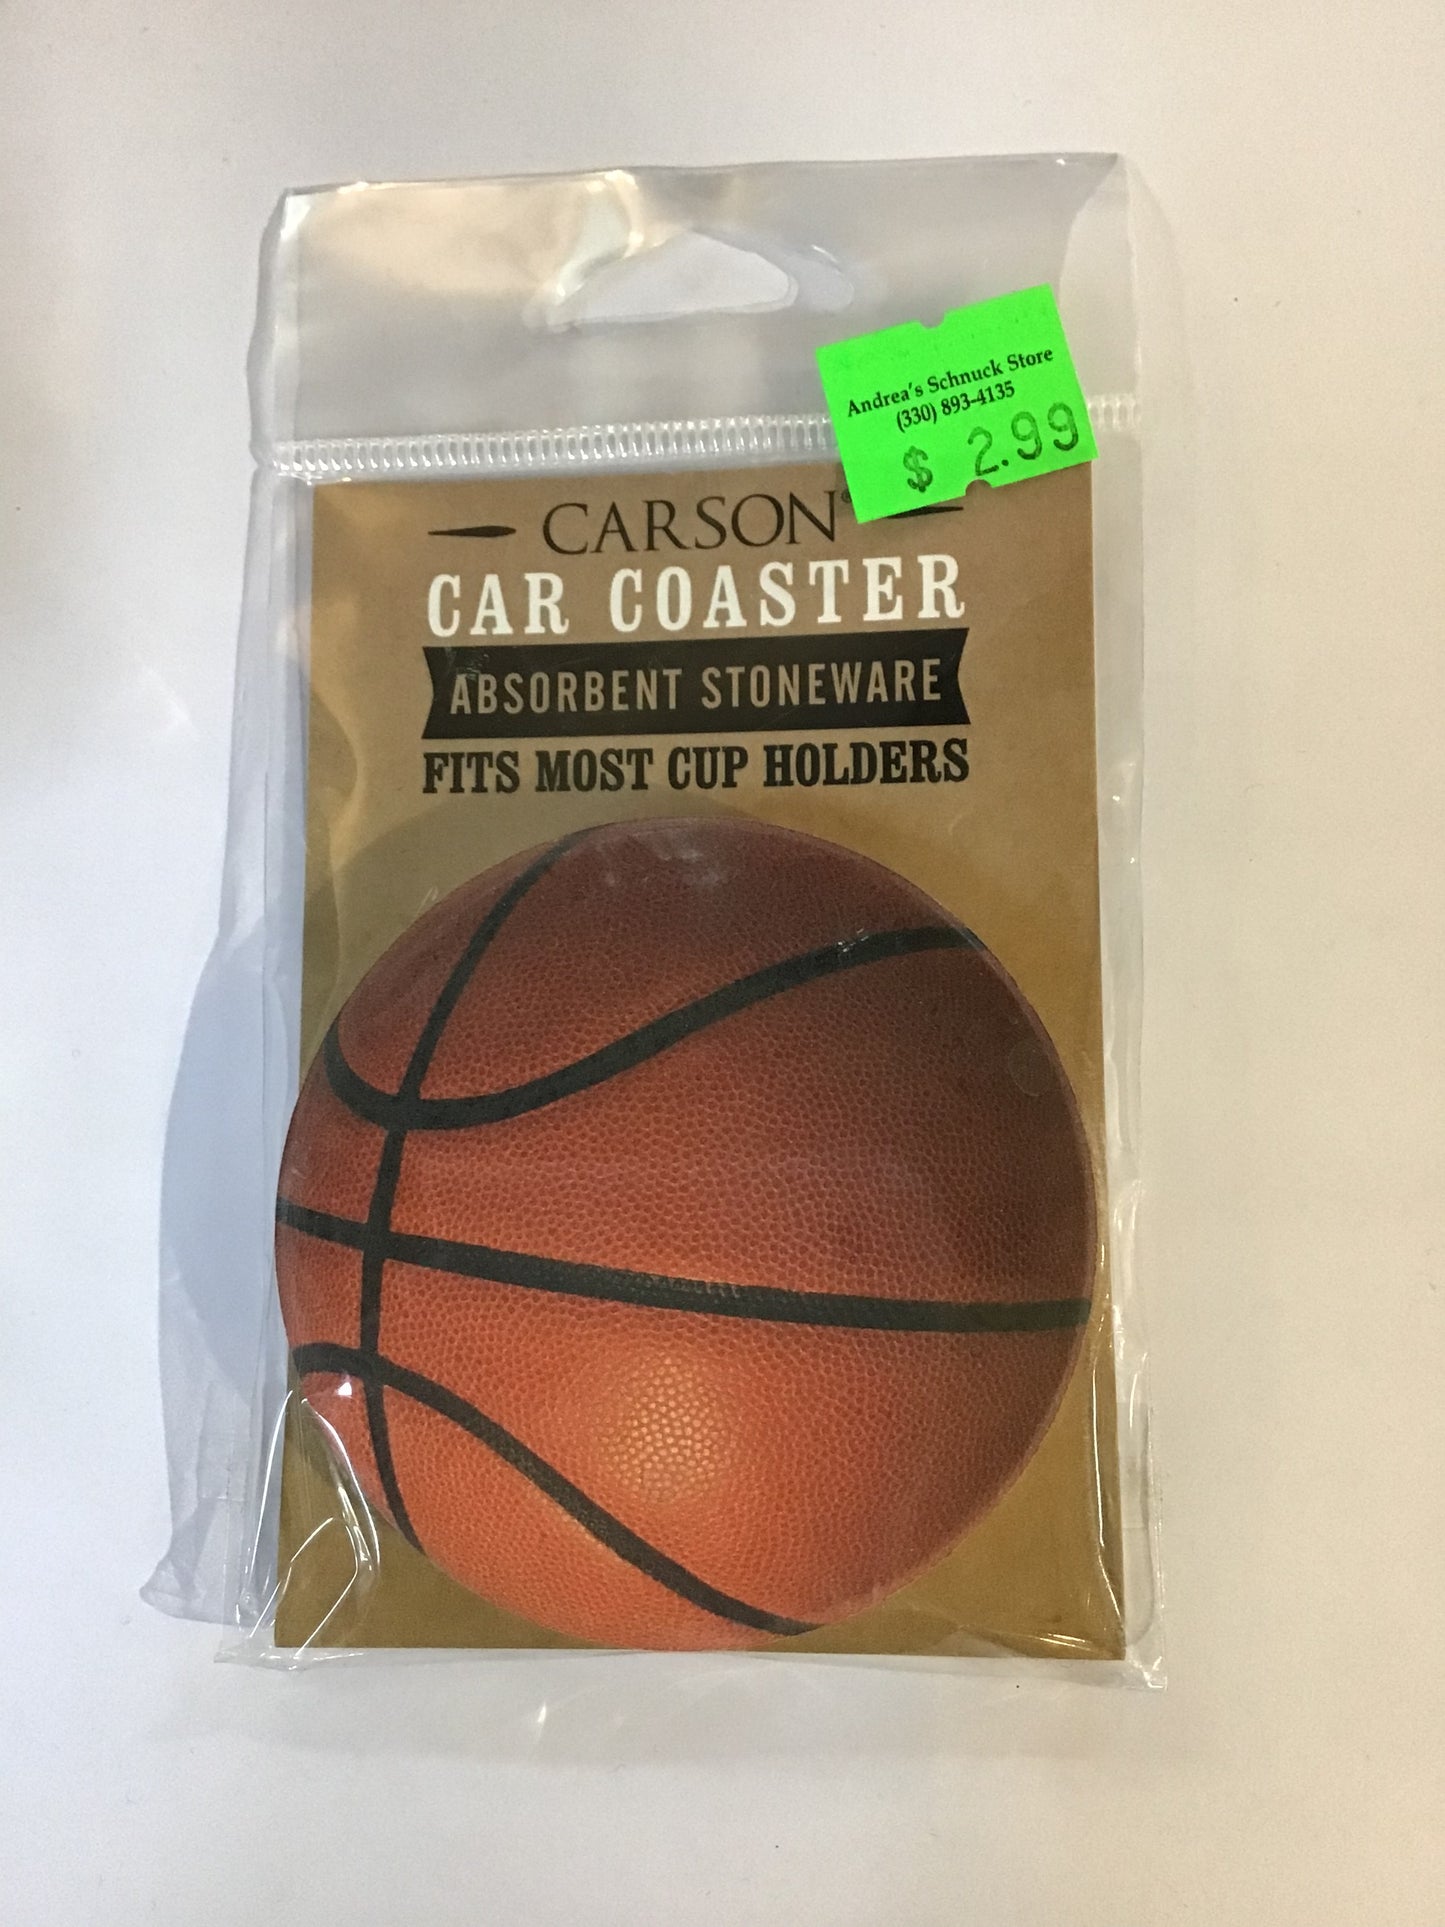 Andrea's Schnuck Store
(330) 893-4135
$ 2.99
CARSON®
CAR COASTER
ABSORBENT STONEWARE
FITS MOST CUP HOLDERS